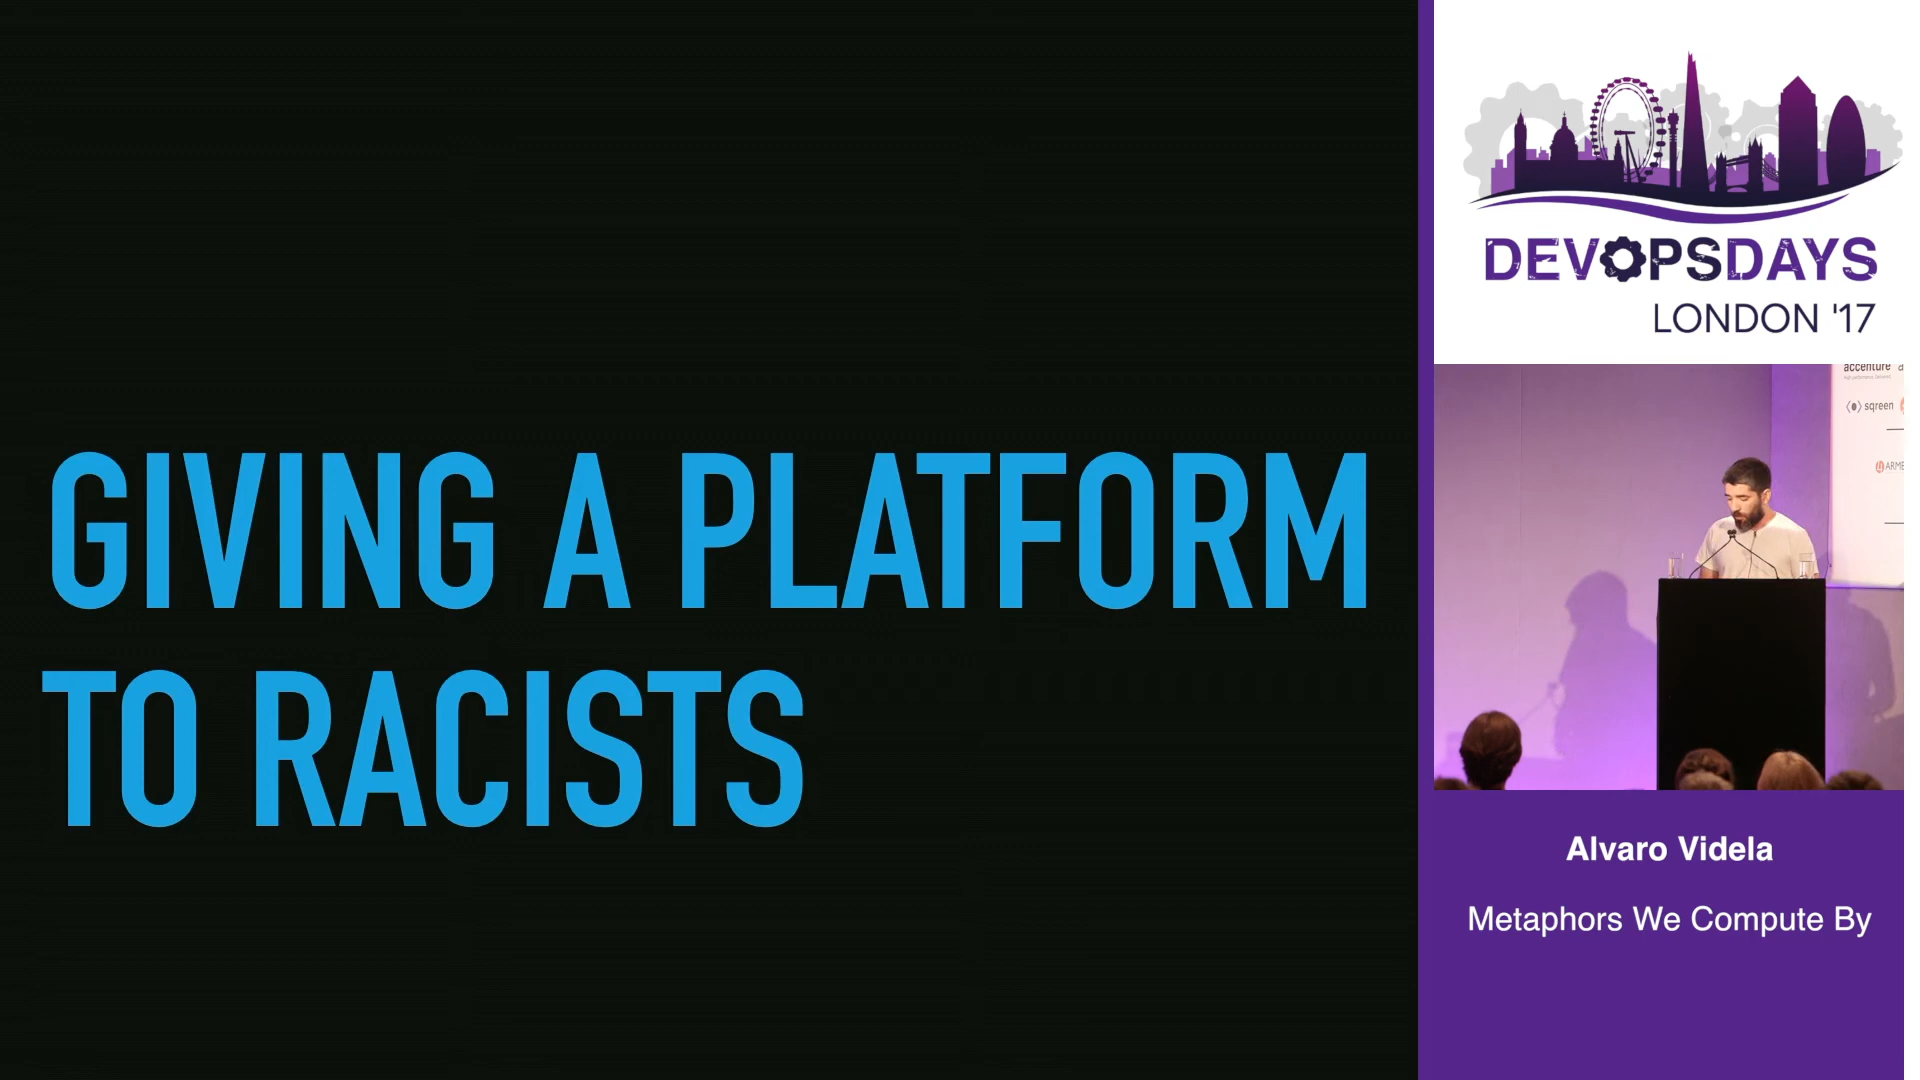 GIVING A PLATFORM
TO RACISTS
DEVOPSDAYS
LONDON '17
accenture
sqreen
Alvaro Videla
Metaphors We Compute By